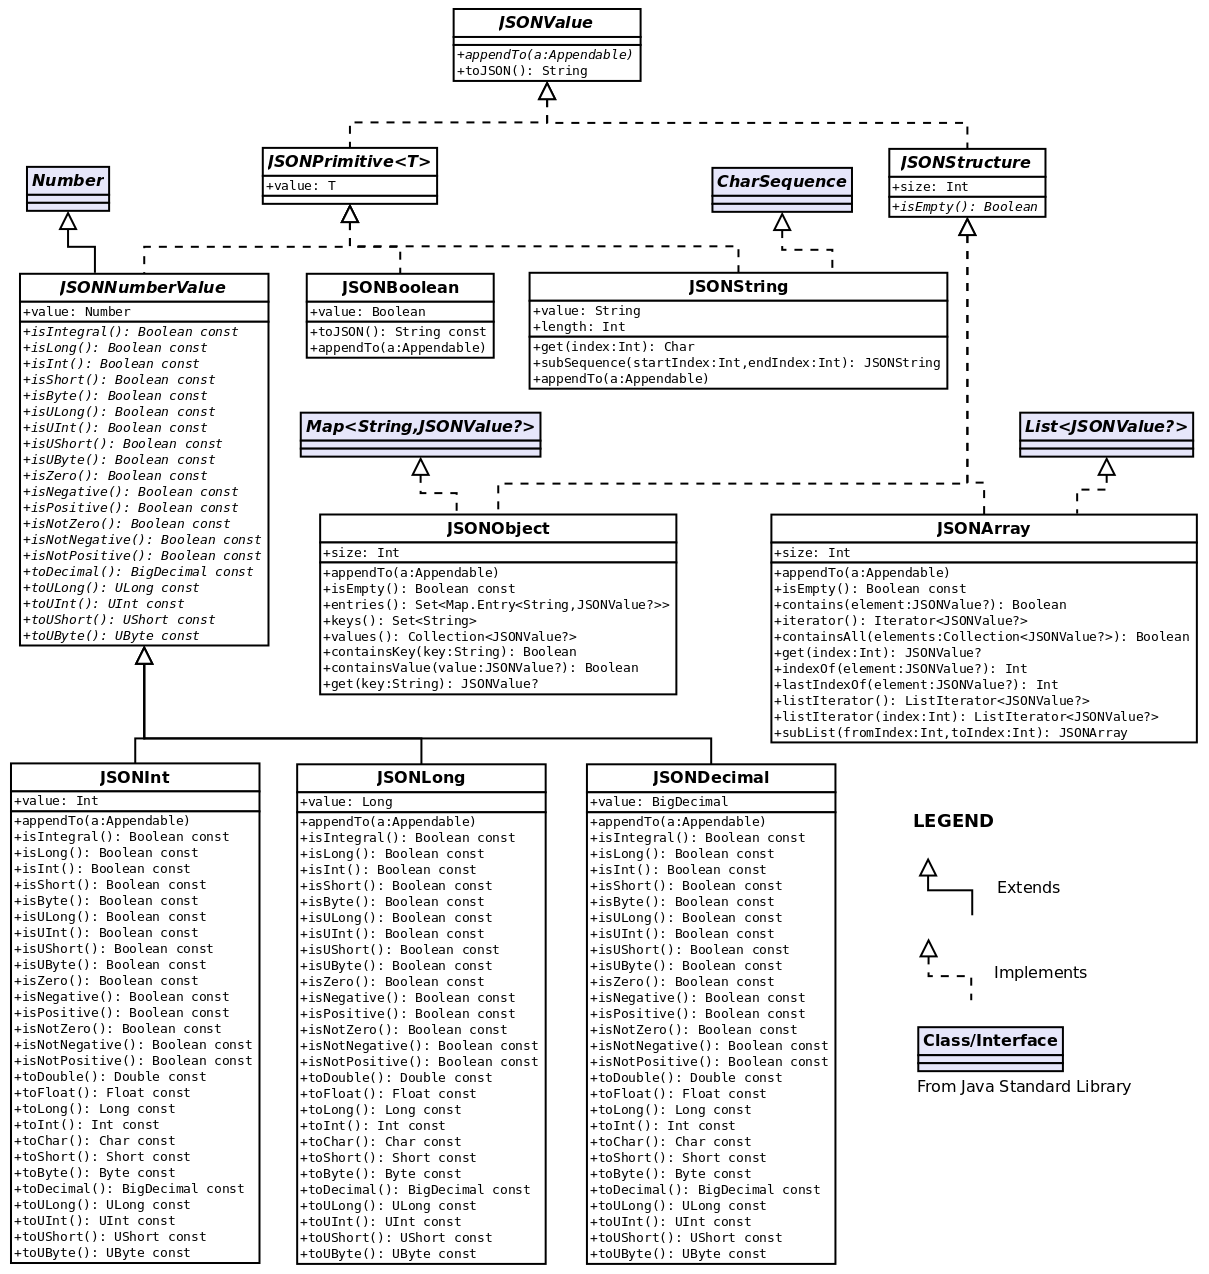 JSONValue
+appendTo(a:Appendable)
+toJSON(): String
JSONPrimitive<T>
+value: T
JSONStructure
+size: Int
+isEmpty(): Boolean
Number
CharSequence
JSONNumberValue
+value: Number
+isIntegral(): Boolean const
+isLong(): Boolean const
+isInt(): Boolean const
+isShort(): Boolean const
+isByte(): Boolean const
+isULong(): Boolean const
+isUInt(): Boolean const
+isUShort(): Boolean const
+isUByte(): Boolean const
+isZero(): Boolean const
+isNegative(): Boolean const
+isPositive(): Boolean const
+isNotZero(): Boolean const
+isNotNegative(): Boolean const
+isNotPositive(): Boolean const
+toDecimal(): BigDecimal const
+toULong(): ULong const
+toUInt(): UInt const
+toUShort(): UShort const
+toUByte(): UByte const
JSONBoolean
+value: Boolean
+toJSON(): String const
+appendTo(a:Appendable)
JSONString
+value: String
+length: Int
+get(index:Int): Char
+subSequence(startIndex:Int,endIndex:Int): JSONString
+appendTo(a:Appendable)
Map<String,JSONValue?>
List<JSONValue?>
JSONObject
+size: Int
+appendTo(a:Appendable)
+isEmpty(): Boolean const
+entries(): Set<Map.Entry<String,JSONValue?>>
+keys(): Set<String>
+values(): Collection<JSONValue?>
+containsKey(key:String): Boolean
+containsValue(value:JSONValue?): Boolean
+get(key:String): JSONValue?
JSONArray
+size: Int
+appendTo(a:Appendable)
+isEmpty(): Boolean const
+contains(element:JSONValue?): Boolean
+iterator(): Iterator<JSONValue?>
+containsAll(elements:Collection<JSONValue?>): Boolean
+get(index:Int): JSONValue?
+indexOf(element:JSONValue?): Int
+lastIndexOf(element:JSONValue?): Int
+listIterator(): ListIterator<JSONValue?>
+listIterator(index:Int): ListIterator<JSONValue?>
+subList(fromIndex:Int,toIndex:Int): JSONArray
JSONInt
+value: Int
+appendTo(a:Appendable)
+isIntegral(): Boolean const
+isLong(): Boolean const
+isInt(): Boolean const
+isShort(): Boolean const
+isByte(): Boolean const
+isULong(): Boolean const
+isUInt(): Boolean const
+isUShort(): Boolean const
+isUByte(): Boolean const
+isZero(): Boolean const
+isNegative(): Boolean const
+isPositive(): Boolean const
+isNotZero(): Boolean const
+isNotNegative(): Boolean const
+isNotPositive(): Boolean const
+toDouble(): Double const
+toFloat(): Float const
+toLong(): Long const
+toInt(): Int const
+toChar(): Char const
+toShort(): Short const
+toByte(): Byte const
+toDecimal(): BigDecimal const
+toULong(): ULong const
+toUInt(): UInt const
+toUShort(): UShort const
+toUByte(): UByte const
JSONLong
+value: Long
+appendTo(a:Appendable)
+isIntegral(): Boolean const
+isLong(): Boolean const
+isInt(): Boolean const
+isShort(): Boolean const
+isByte(): Boolean const
+isULong(): Boolean const
+isUInt(): Boolean const
+isUShort(): Boolean const
+isUByte(): Boolean const
+isZero(): Boolean const
+isNegative(): Boolean const
+isPositive(): Boolean const
+isNotZero(): Boolean const
+isNotNegative(): Boolean const
+isNotPositive(): Boolean const
+toDouble(): Double const
+toFloat(): Float const
+toLong(): Long const
+toInt(): Int const
+toChar(): Char const
+toShort(): Short const
+toByte(): Byte const
+toDecimal(): BigDecimal const
+toULong(): ULong const
+toUInt(): UInt const
+toUShort(): UShort const
+toUByte(): UByte const
JSONDecimal
+value: BigDecimal
+appendTo(a:Appendable)
+isIntegral(): Boolean const
+isLong(): Boolean const
+isInt(): Boolean const
+isShort(): Boolean const
+isByte(): Boolean const
+isULong(): Boolean const
+isUInt(): Boolean const
+isUShort(): Boolean const
+isUByte(): Boolean const
+isZero(): Boolean const
+isNegative(): Boolean const
+isPositive(): Boolean const
+isNotZero(): Boolean const
+isNotNegative(): Boolean const
+isNotPositive(): Boolean const
+toDouble(): Double const
+toFloat(): Float const
+toLong(): Long const
+toInt(): Int const
+toChar(): Char const
+toShort(): Short const
+toByte(): Byte const
+toDecimal(): BigDecimal const
+toULong(): ULong const
+toUInt(): UInt const
+toUShort(): UShort const
+toUByte(): UByte const
LEGEND
Extends
Implements
Class/Interface
From Java Standard Library